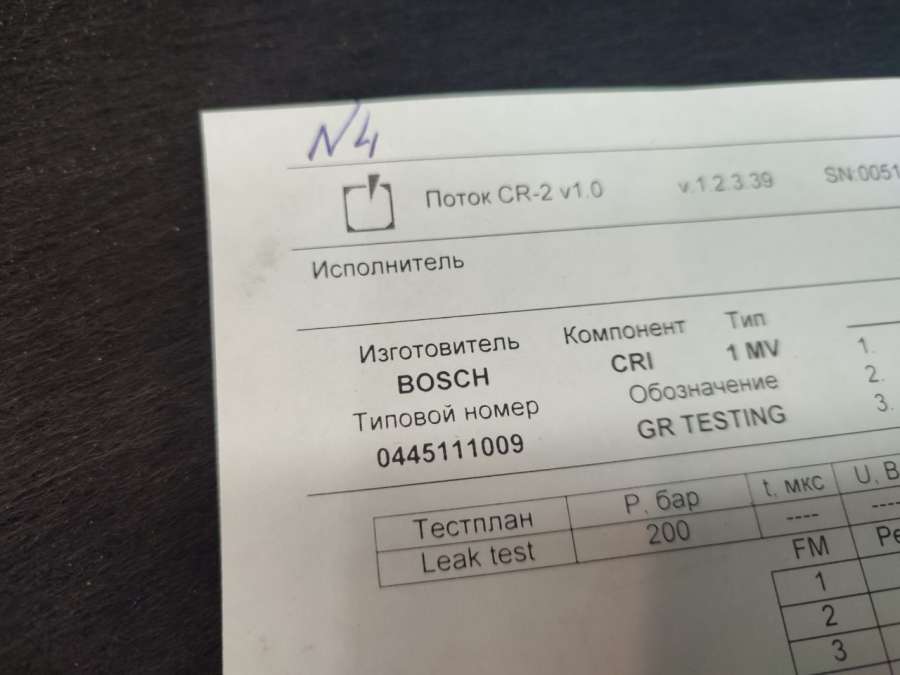 N4
Поток CR-2 v1.0 v.1.2.3.39 SN:0051
Исполнитель
Изготовитель Компонент Тип
BOSCH CRI 1 MV 1.
Типовой номер Обозначение 2.
0445111009 GR TESTING 3.
Тестплан P, бар t, мкс U, В
Leak test 200 ---- ----
FM Ре
1
2
3